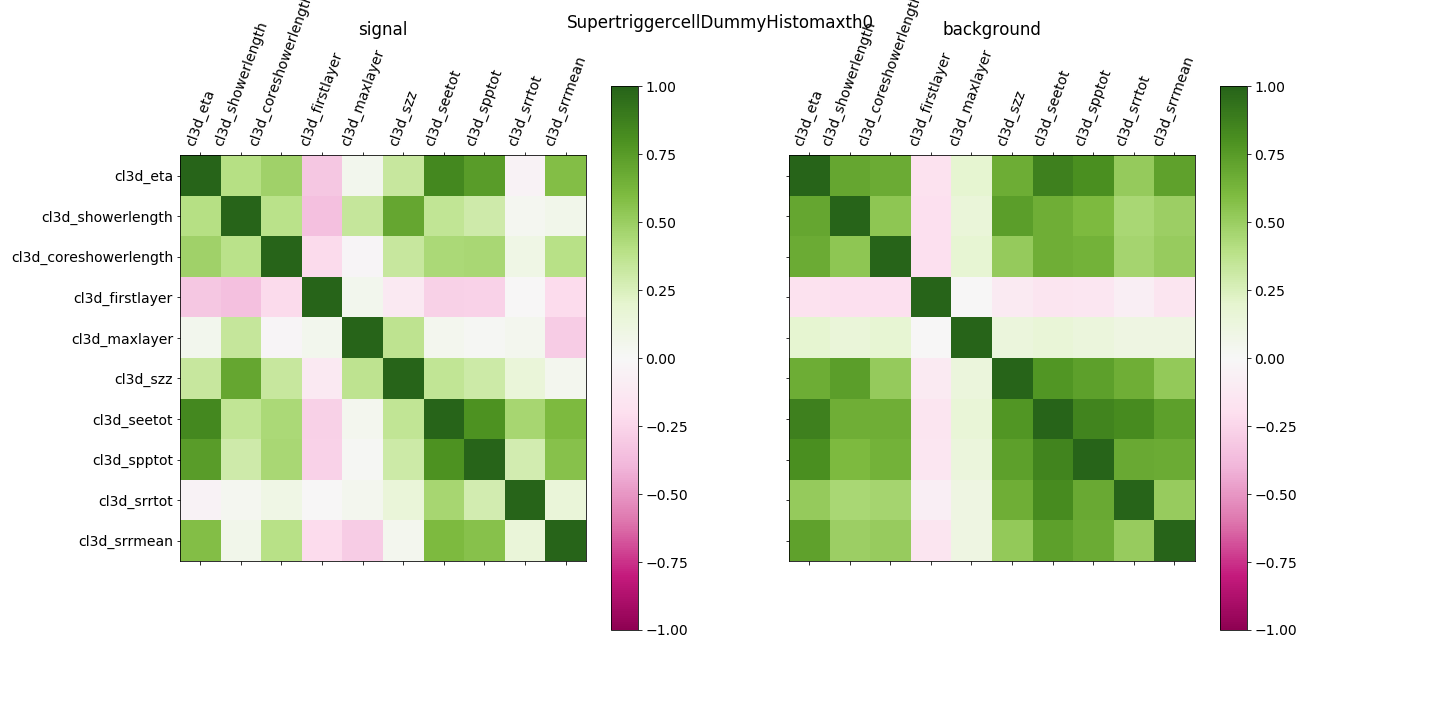 SupertriggercellDummyHistomaxth0
signal
cl3d_eta
cl3d_showerlength
cl3d_coreshowerlength
cl3d_firstlayer
cl3d_maxlayer
cl3d_szz
cl3d_seetot
cl3d_spptot
cl3d_srrtot
cl3d_srrmean
cl3d_eta
cl3d_showerlength
cl3d_coreshowerlength
cl3d_firstlayer
cl3d_maxlayer
cl3d_szz
cl3d_seetot
cl3d_spptot
cl3d_srrtot
cl3d_srrmean
1.00
0.75
0.50
0.25
0.00
−0.25
−0.50
−0.75
−1.00
background
cl3d_eta
cl3d_showerlength
cl3d_coreshowerlength
cl3d_firstlayer
cl3d_maxlayer
cl3d_szz
cl3d_seetot
cl3d_spptot
cl3d_srrtot
cl3d_srrmean
1.00
0.75
0.50
0.25
0.00
−0.25
−0.50
−0.75
−1.00